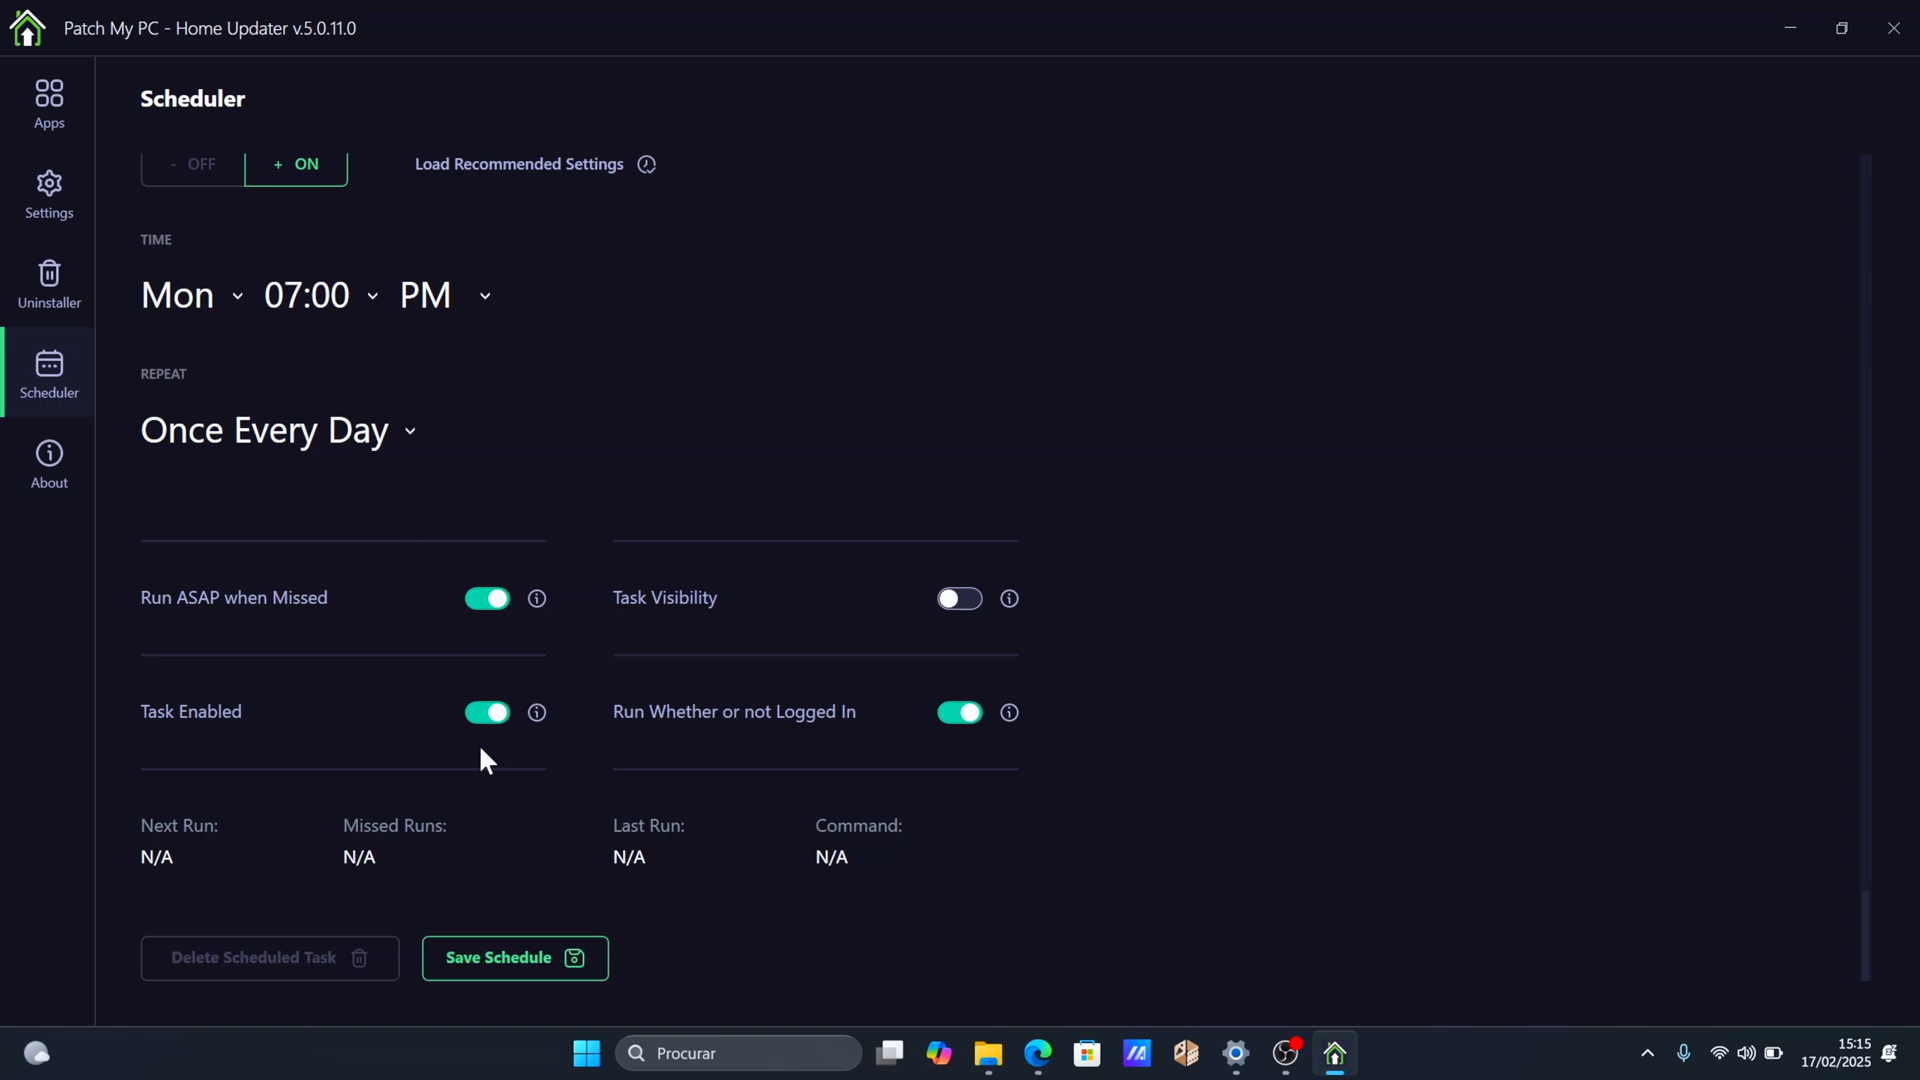 Patch My PC - Home Updater v.5.0.11.0
Apps
Settings
Uninstaller
Scheduler
About
Scheduler
- OFF
+ ON
Load Recommended Settings
TIME
Mon 07:00 PM
REPEAT
Once Every Day
Run ASAP when Missed
Task Visibility
Task Enabled
Run Whether or not Logged In
Next Run:
N/A
Missed Runs:
N/A
Last Run:
N/A
Command:
N/A
Delete Scheduled Task
Save Schedule
Procurar
15:15
17/02/2025